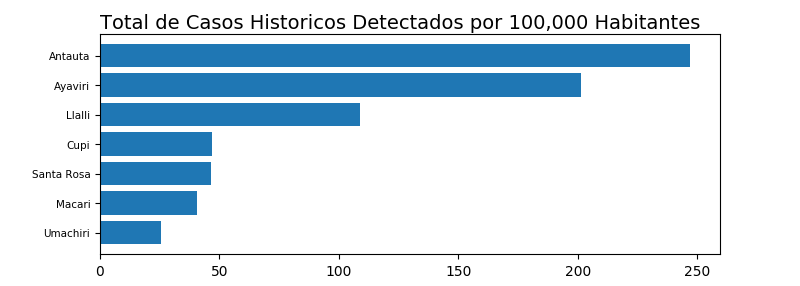 Total de Casos Historicos Detectados por 100,000 Habitantes
Antauta
Ayaviri
Llalli
Cupi
Santa Rosa
Macari
Umachiri
0 50 100 150 200 250